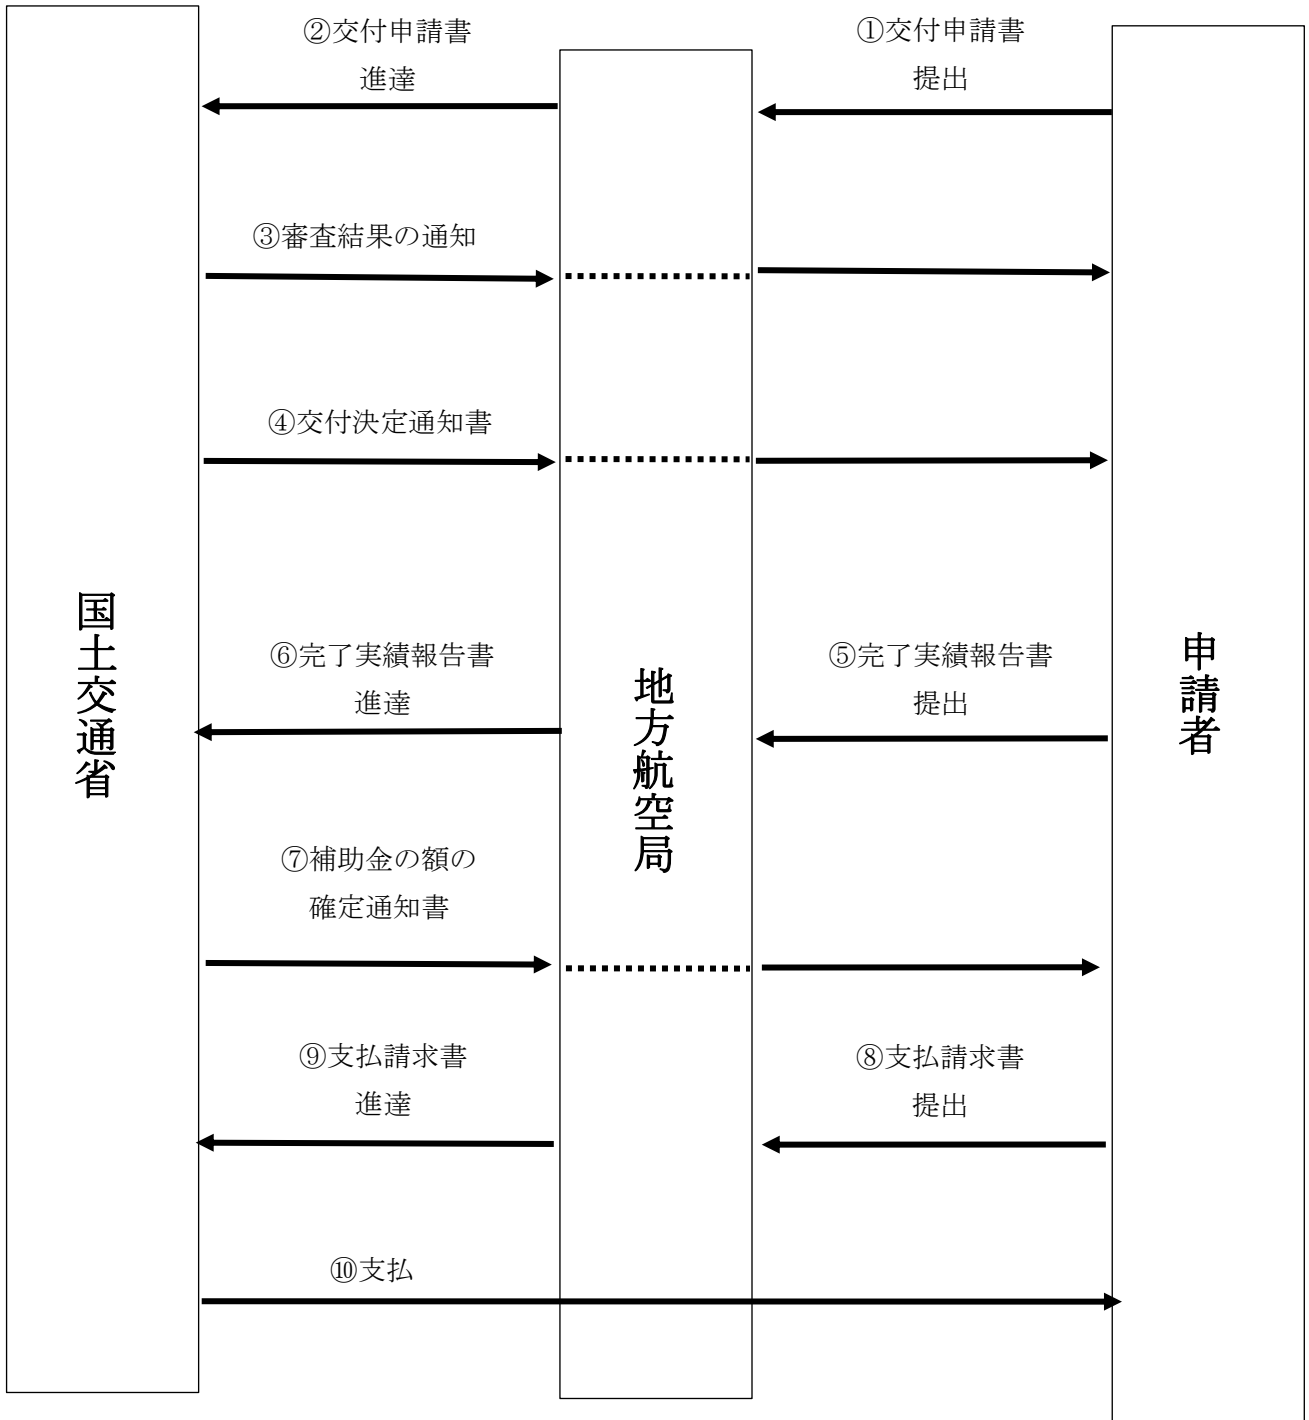 ②交付申請書
進達
①交付申請書
提出
③審査結果の通知
④交付決定通知書
国土交通省
地方航空局
申請者
⑥完了実績報告書
進達
⑤完了実績報告書
提出
⑦補助金の額の
確定通知書
⑨支払請求書
進達
⑧支払請求書
提出
⑩支払